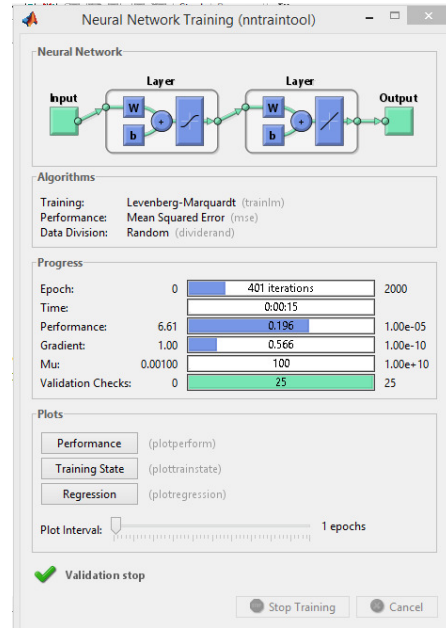 Neural Network Training (nntraintool)
Neural Network
Layer Layer
Input Output
W W
b b
+ +
Algorithms
Training: Levenberg-Marquardt (trainlm)
Performance: Mean Squared Error (mse)
Data Division: Random (dividerand)
Progress
Epoch: 0 401 iterations 2000
Time: 0:00:15
Performance: 6.61 0.196 1.00e-05
Gradient: 1.00 0.566 1.00e-10
Mu: 0.00100 100 1.00e+10
Validation Checks: 0 25 25
Plots
Performance (plotperform)
Training State (plottrainstate)
Regression (plotregression)
Plot Interval: 1 epochs
Validation stop
Stop Training Cancel